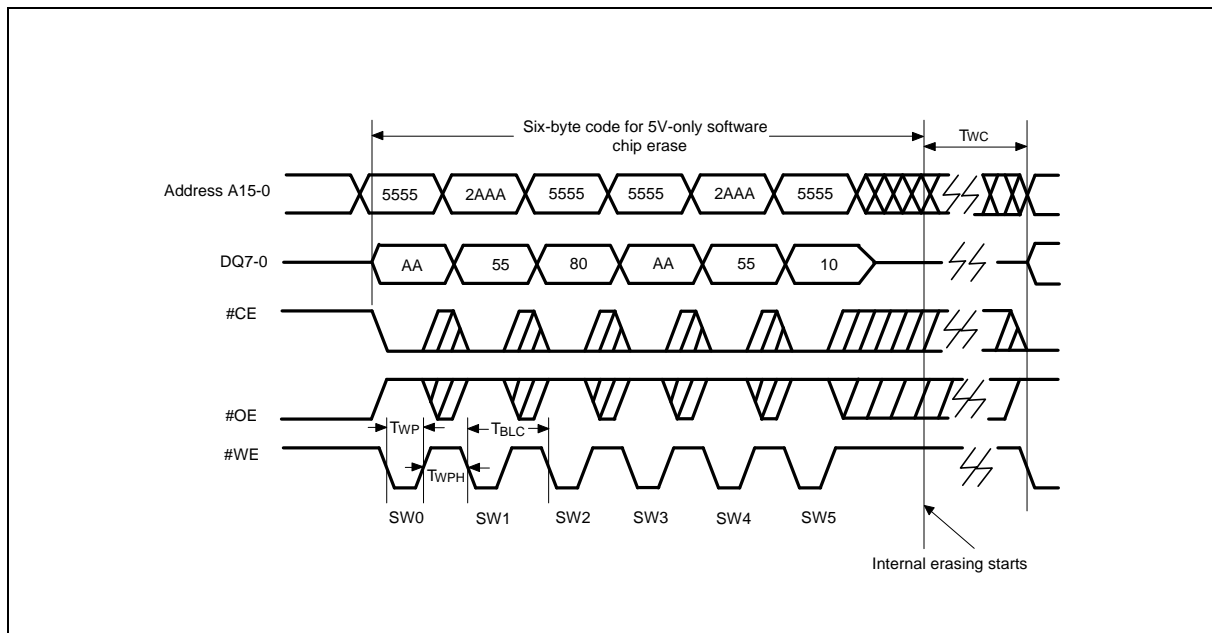 Six-byte code for 5V-only software
chip erase
TWC
Address A15-0
5555
2AAA
5555
5555
2AAA
5555
DQ7-0
AA
55
80
AA
55
10
#CE
#OE
TWP
TBLC
#WE
TWPH
SW0
SW1
SW2
SW3
SW4
SW5
Internal erasing starts